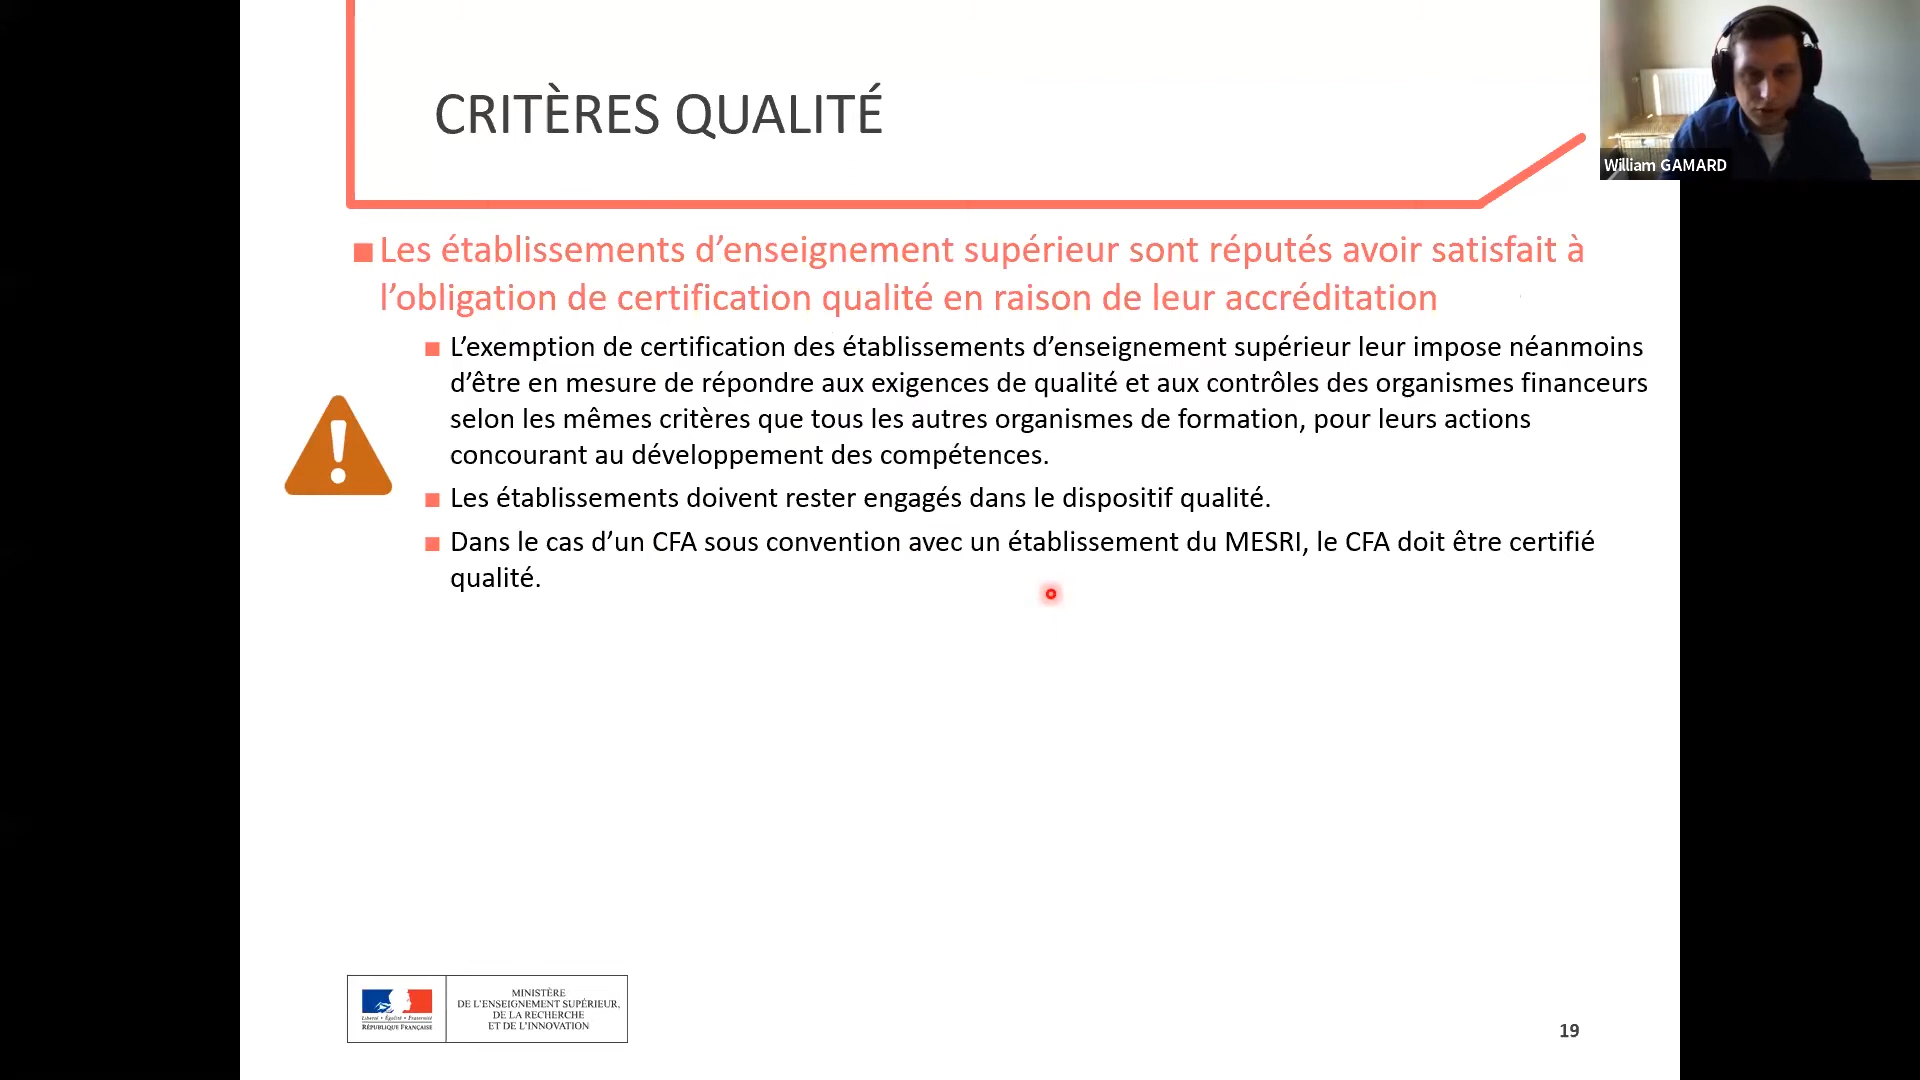 CRITÈRES QUALITÉ
William GAMARD
Les établissements d’enseignement supérieur sont réputés avoir satisfait à
l’obligation de certification qualité en raison de leur accréditation
L’exemption de certification des établissements d’enseignement supérieur leur impose néanmoins
d’être en mesure de répondre aux exigences de qualité et aux contrôles des organismes financeurs
selon les mêmes critères que tous les autres organismes de formation, pour leurs actions
concourant au développement des compétences.
Les établissements doivent rester engagés dans le dispositif qualité.
Dans le cas d’un CFA sous convention avec un établissement du MESRI, le CFA doit être certifié
qualité.
Liberté • Égalité • Fraternité
RÉPUBLIQUE FRANÇAISE
MINISTÈRE
DE L’ENSEIGNEMENT SUPÉRIEUR,
DE LA RECHERCHE
ET DE L’INNOVATION
19